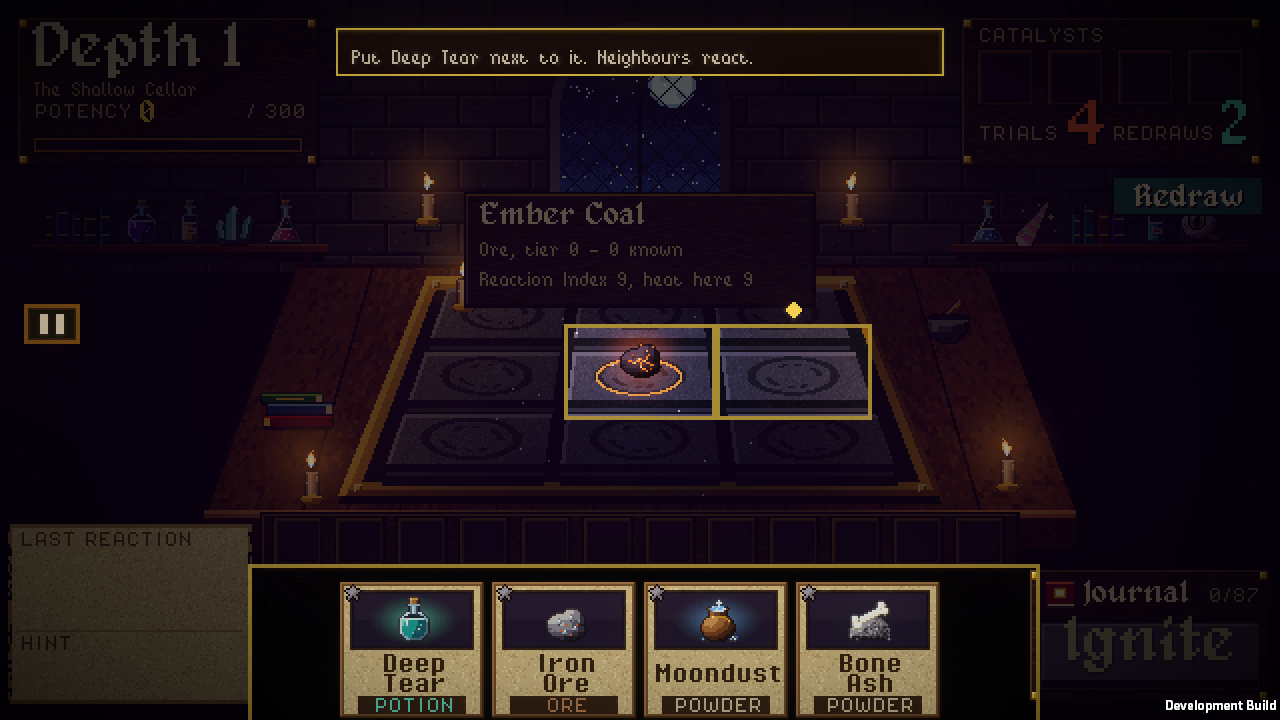 Depth 1
The Shallow Cellar
POTENCY 0 / 300
Put Deep Tear next to it. Neighbours react.
CATALYSTS
TRIALS 4 REDRAWS 2
Redraw
Ember Coal
Ore, tier 0 - 0 known
Reaction Index 9, heat here 9
LAST REACTION
HINT
Deep
Tear
POTION
Iron
Ore
ORE
Moondust
POWDER
Bone
Ash
POWDER
Journal 0/87
Ignite
Development Build